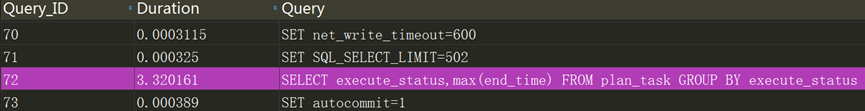 Query_ID Duration Query
70 0.0003115 SET net_write_timeout=600
71 0.000325 SET SQL_SELECT_LIMIT=502
72 3.320161 SELECT execute_status,max(end_time) FROM plan_task GROUP BY execute_status
73 0.000389 SET autocommit=1